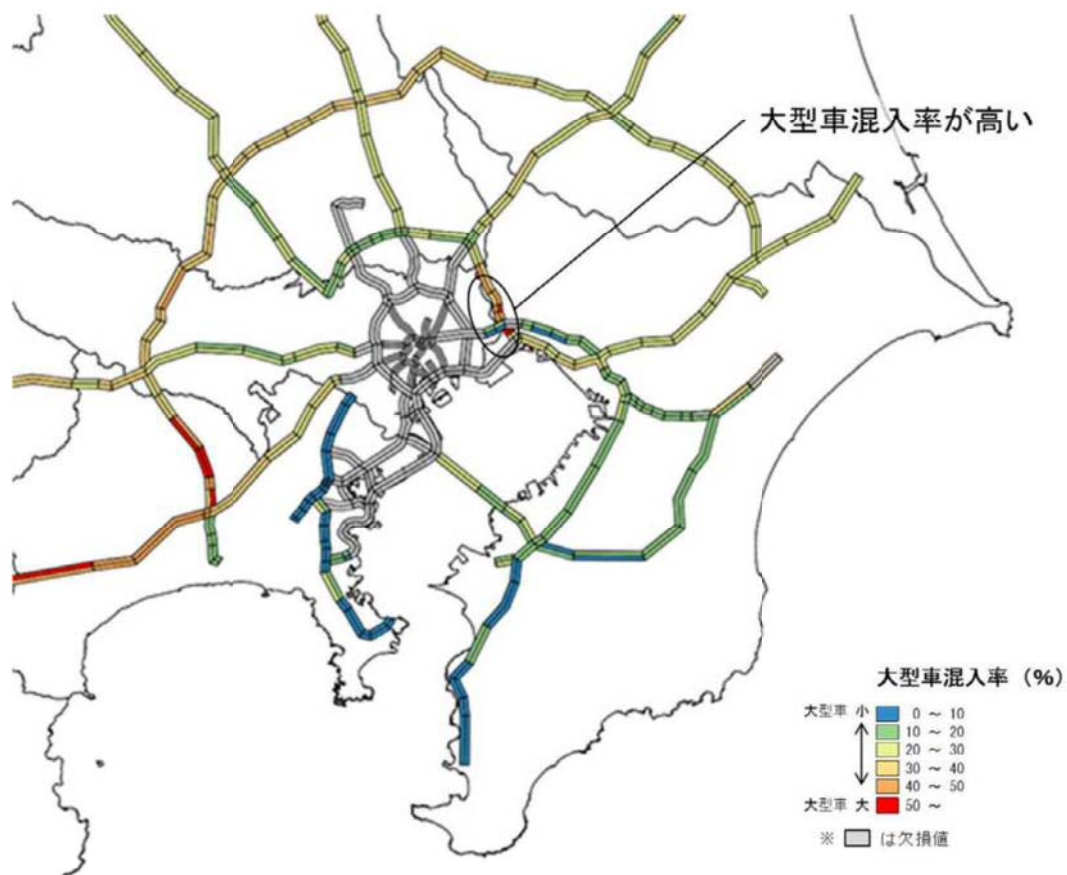 大型車混入率が高い
大型車混入率 (%)
大型車 小 0 ～ 10
10 ～ 20
20 ～ 30
30 ～ 40
40 ～ 50
大型車 大 50 ～
※ は欠損値